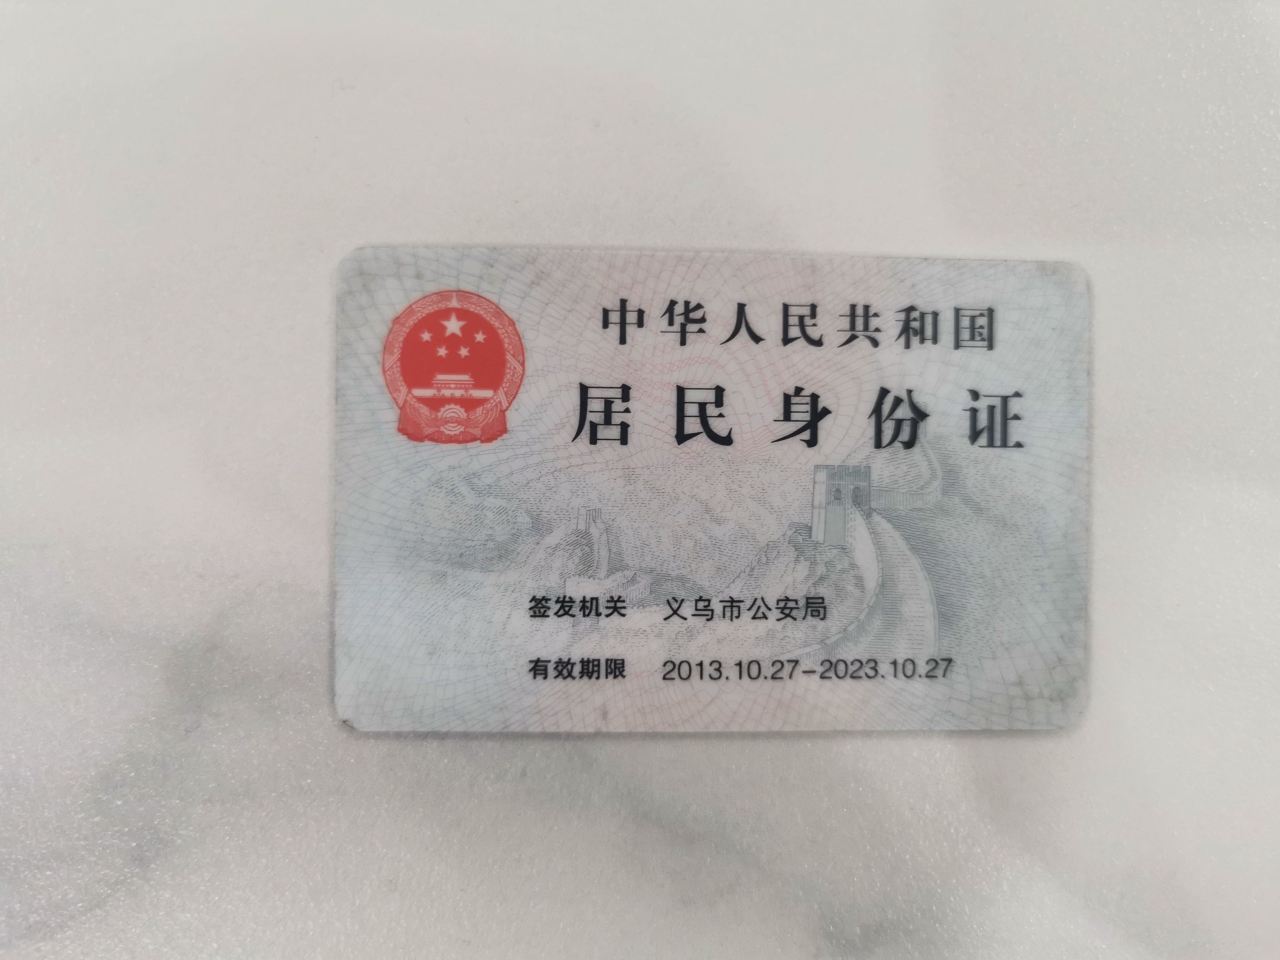 中华人民共和国
居民身份证
签发机关 义乌市公安局
有效期限 2013.10.27-2023.10.27